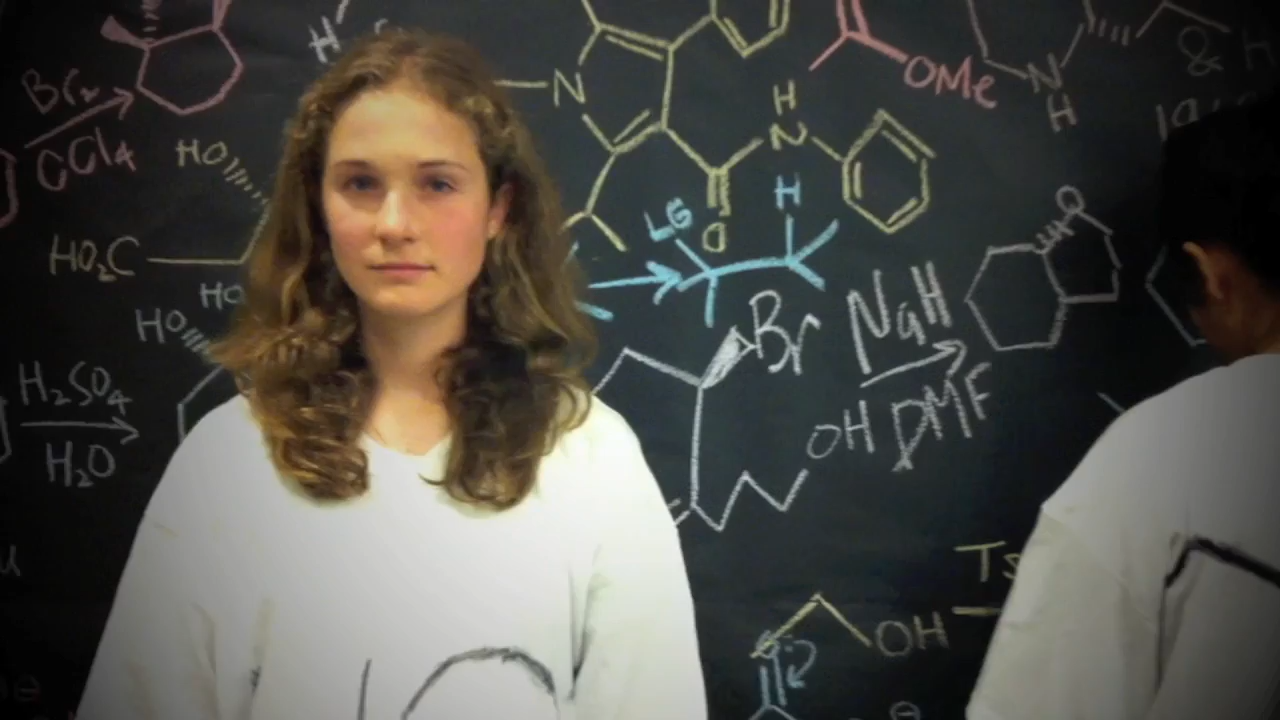 H
Br₂
CCl₄
N
H
N
O
OMe
N
H
& H
HO
HO₂C
HO
HO
LG
H
O
Br
NaH
DMF
OH
H₂SO₄
H₂O
Ts
OH
⊖
⊖